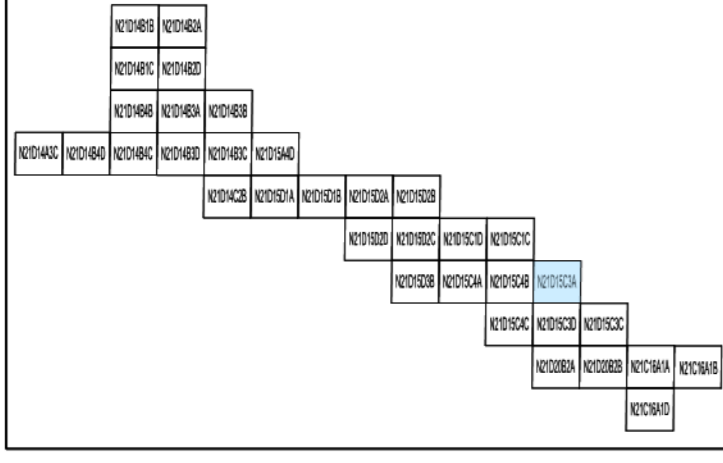 N21D14B1B N21D14B2A
N21D14B1C N21D14B2D
N21D14B4B N21D14B3A N21D14B3B
N21D14A3C N21D14B4D N21D14B4C N21D14B3D N21D14B3C N21D15A4D
N21D14C2B N21D15D1A N21D15D1B N21D15D2A N21D15D2B
N21D15D2D N21D15D2C N21D15C1D N21D15C1C
N21D15D3B N21D15C4A N21D15C4B N21D15C3A
N21D15C4C N21D15C3D N21D15C3C
N21D20B2A N21D20B2B N21C16A1A N21C16A1B
N21C16A1D